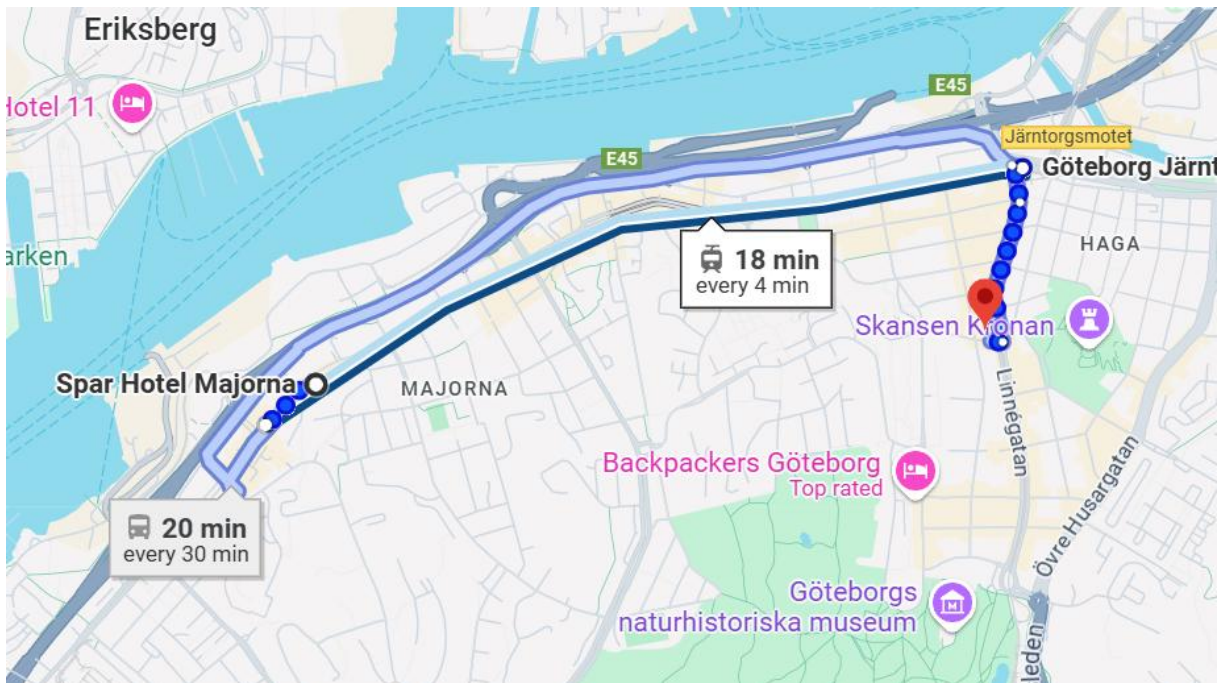 Eriksberg
Hotel 11
E45
E45
Järntorgsmotet
Göteborg Järnt
arken
HAGA
18 min
every 4 min
Skansen Kronan
Spar Hotel Majorna
MAJORNA
Linnégatan
Backpackers Göteborg
Top rated
Övre Husargatan
20 min
every 30 min
Göteborgs
naturhistoriska museum
leden